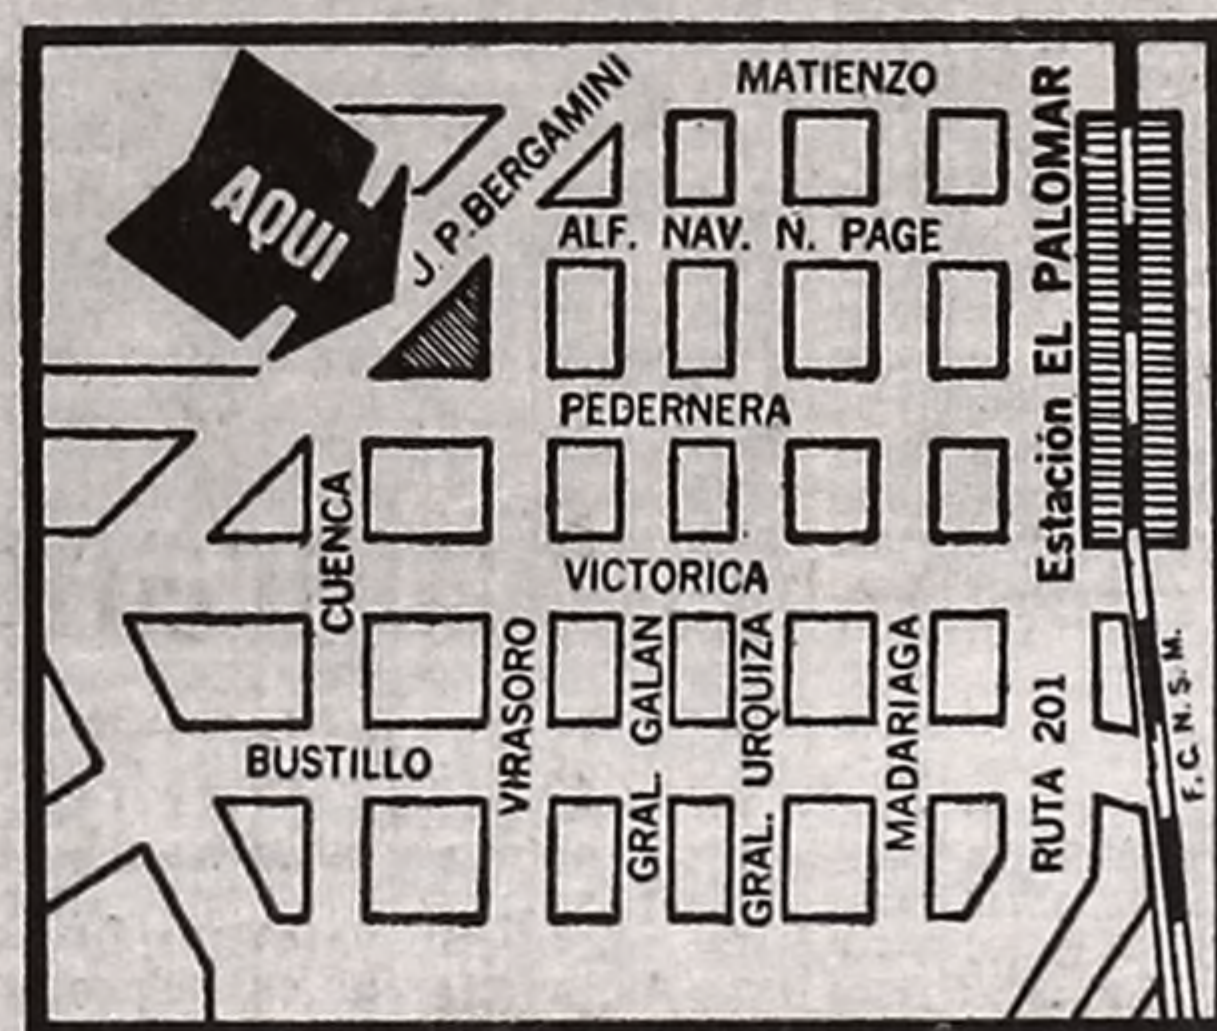 MATIENZO
AQUI
J. P. BERGAMINI
ALF. NAV. N. PAGE
Estación EL PALOMAR
PEDERNERA
CUENCA
VICTORICA
VIRASORO
GRAL GALAN
GRAL. URQUIZA
MADARIAGA
RUTA 201
F. C. N. S. M.
BUSTILLO